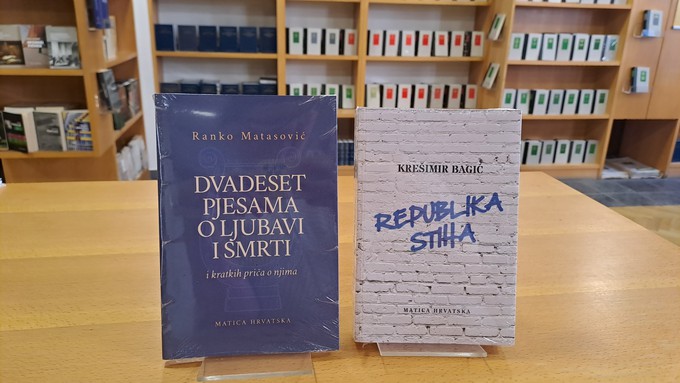 Ranko Matasović
DVADESET
PJESAMA
O LJUBAVI
I SMRTI
i kratkih priča o njima
MATICA HRVATSKA
KREŠIMIR BAGIĆ
REPUBLIKA
STIHA
MATICA HRVATSKA